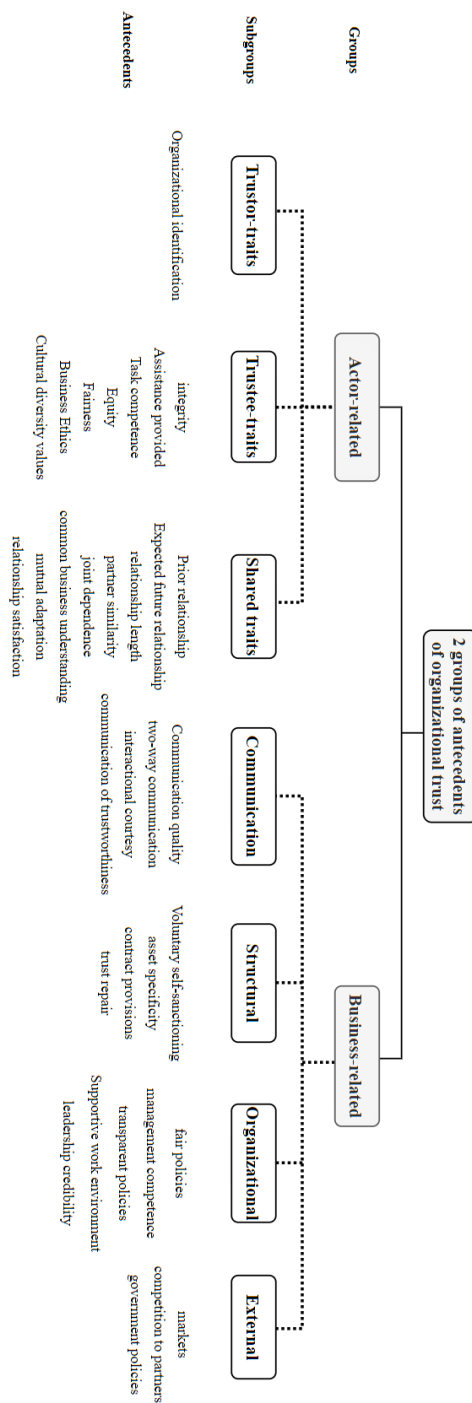 2 groups of antecedents
of organizational trust
Groups
Actor-related
Business-related
Subgroups
Trustor-traits
Trustee-traits
Shared traits
Communication
Structural
Organizational
External
Antecedents
Organizational identification
integrity
Assistance provided
Task competence
Equity
Fairness
Business Ethics
Cultural diversity values
Prior relationship
Expected future relationship
relationship length
partner similarity
joint dependence
common business understanding
mutual adaptation
relationship satisfaction
Communication quality
two-way communication
interactional courtesy
communication of trustworthiness
Voluntary self-sanctioning
asset specificity
contract provisions
trust repair
fair policies
management competence
transparent policies
Supportive work environment
leadership credibility
markets
competition to partners
government policies